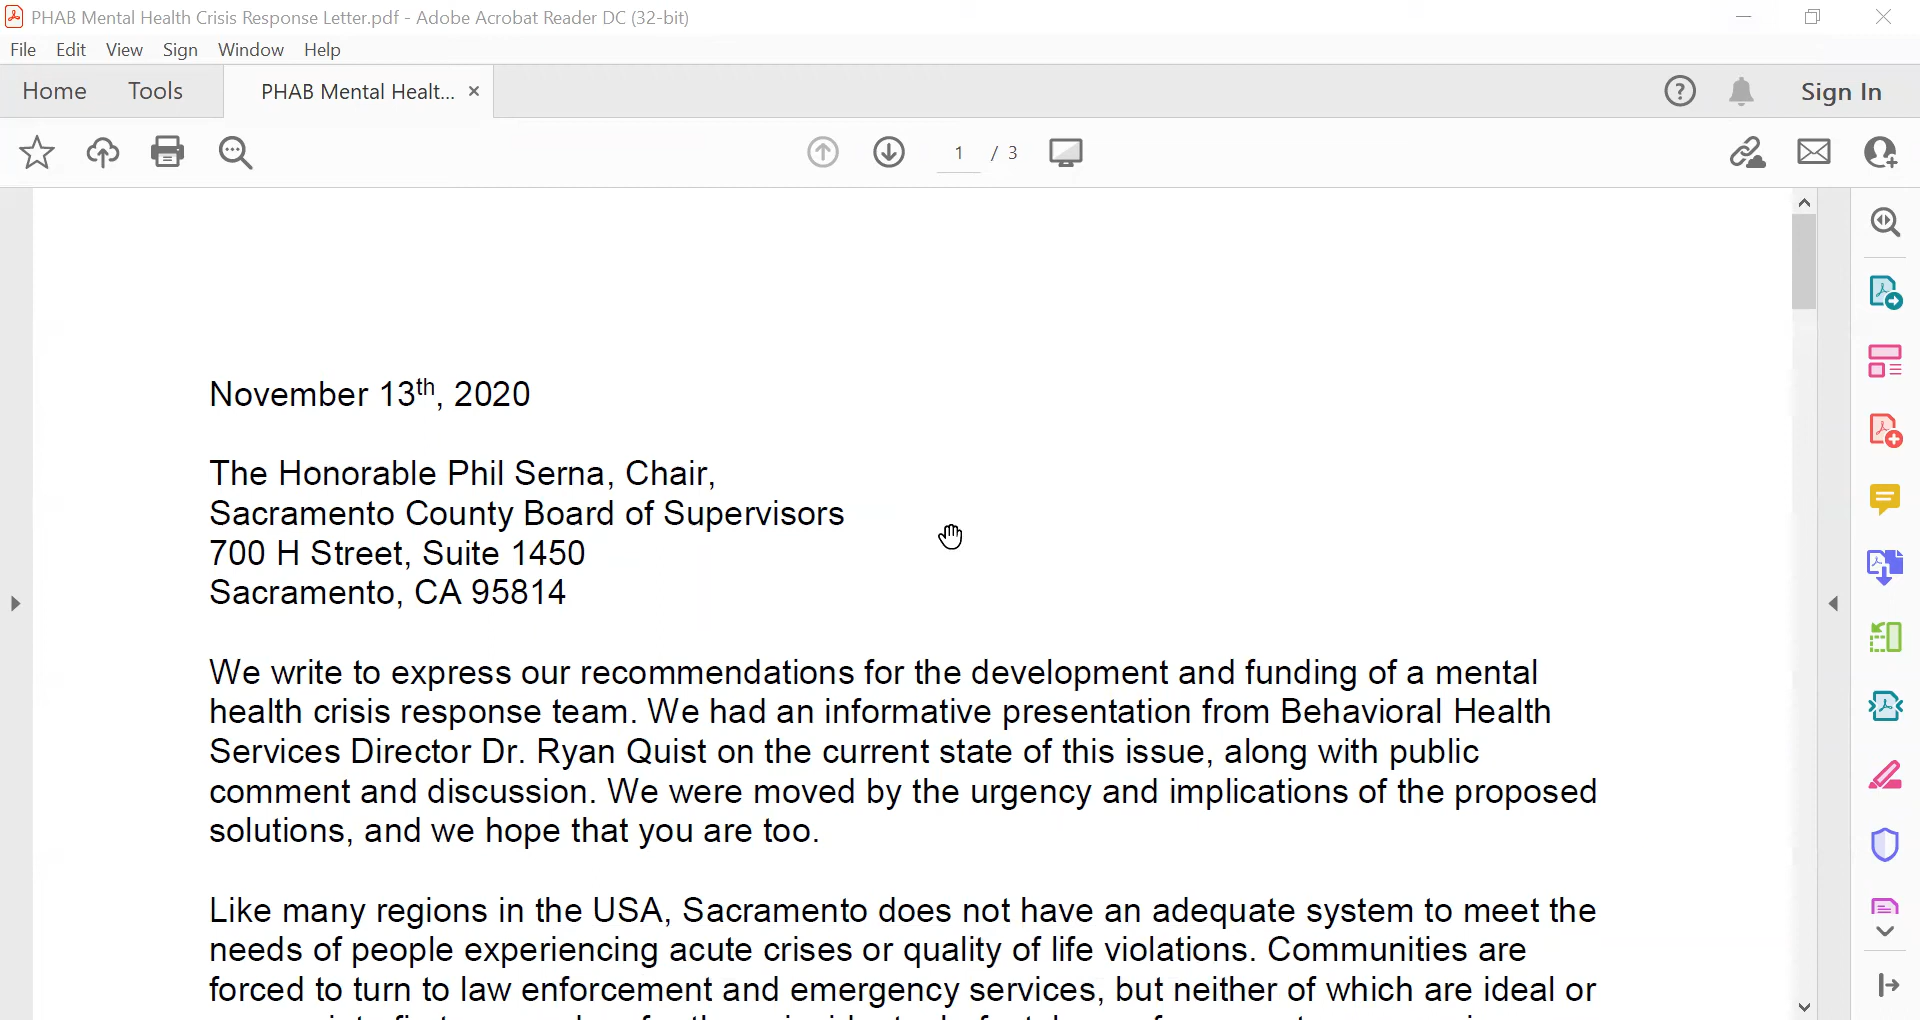 PHAB Mental Health Crisis Response Letter.pdf - Adobe Acrobat Reader DC (32-bit)
File Edit View Sign Window Help
Home Tools PHAB Mental Healt... × Sign In
1 / 3
November 13th, 2020
The Honorable Phil Serna, Chair,
Sacramento County Board of Supervisors
700 H Street, Suite 1450
Sacramento, CA 95814
We write to express our recommendations for the development and funding of a mental
health crisis response team. We had an informative presentation from Behavioral Health
Services Director Dr. Ryan Quist on the current state of this issue, along with public
comment and discussion. We were moved by the urgency and implications of the proposed
solutions, and we hope that you are too.
Like many regions in the USA, Sacramento does not have an adequate system to meet the
needs of people experiencing acute crises or quality of life violations. Communities are
forced to turn to law enforcement and emergency services, but neither of which are ideal or